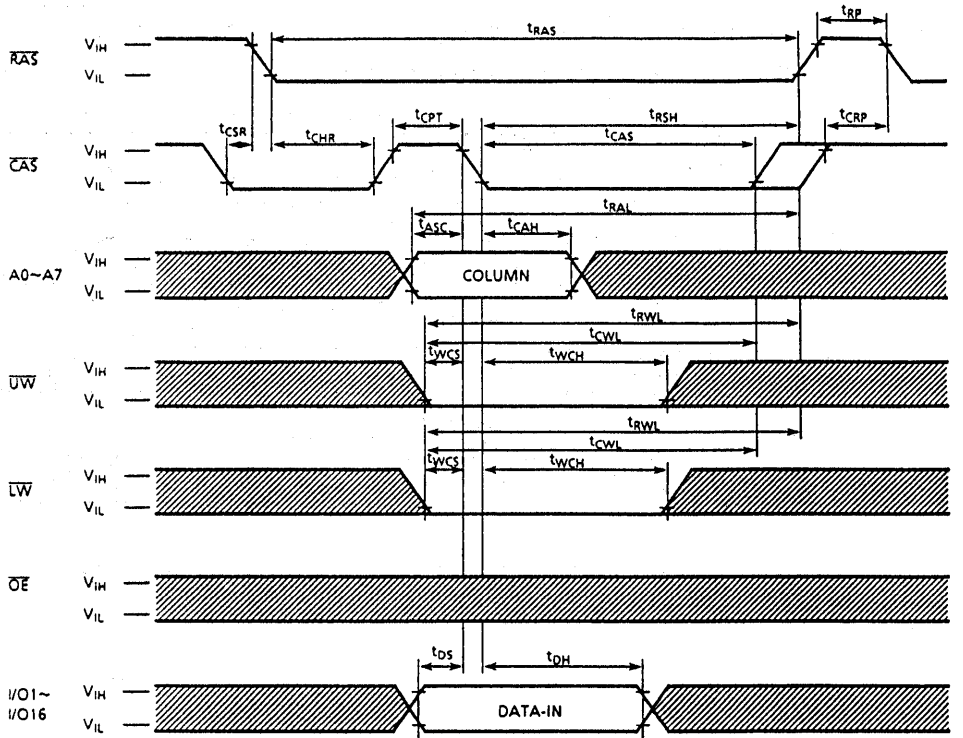 tRP
tRAS
RAS VIH
VIL
tCSR tCHR tCPT tRSH tCRP
tCAS
CAS VIH
VIL
tRAL
tASC tCAH
A0~A7 VIH COLUMN
VIL
tRWL
tCWL
tWCS tWCH
UW VIH
VIL
tRWL
tCWL
tWCS tWCH
LW VIH
VIL
OE VIH
VIL
tDS tDH
I/O1~ VIH
I/O16 DATA-IN
VIL